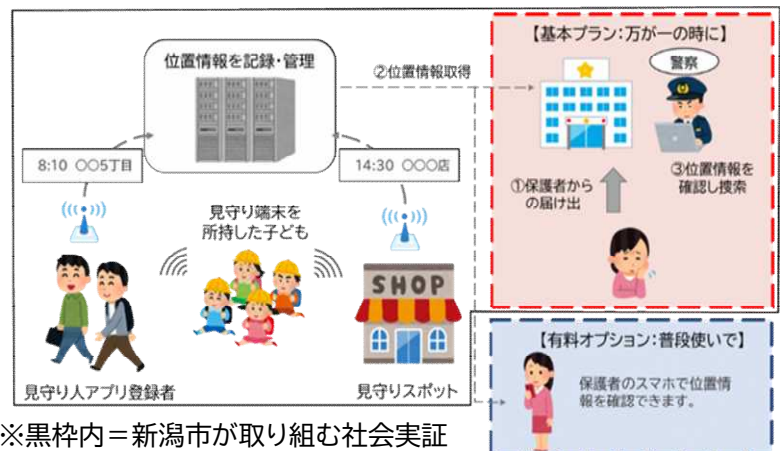 位置情報を記録・管理
8:10 〇〇5丁目
14:30 〇〇〇店
見守り端末を
所持した子ども
SHOP
見守り人アプリ登録者
見守りスポット
②位置情報取得
【基本プラン:万が一の時に】
警察
①保護者から
の届け出
③位置情報を
確認し捜索
【有料オプション:普段使いで】
保護者のスマホで位置情
報を確認できます。
※黒枠内=新潟市が取り組む社会実証